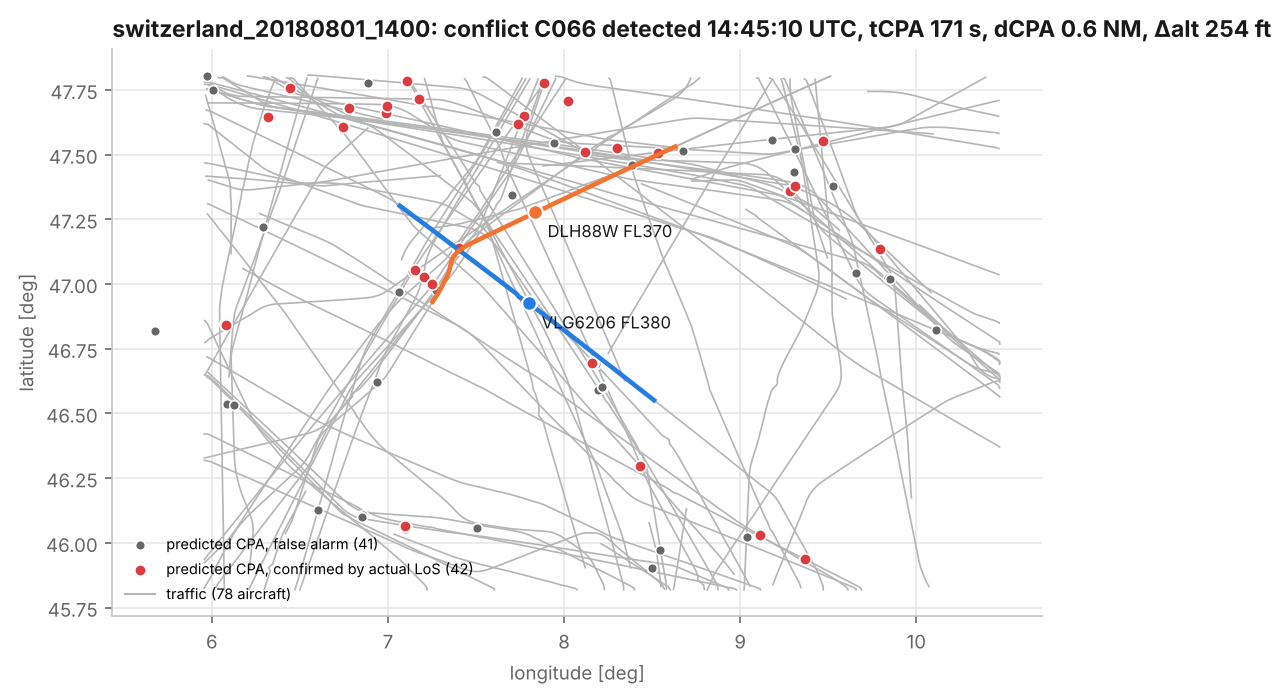 switzerland_20180801_1400: conflict C066 detected 14:45:10 UTC, tCPA 171 s, dCPA 0.6 NM, Δalt 254 ft
47.75
47.50
47.25
47.00
46.75
46.50
46.25
46.00
45.75
latitude [deg]
DLH88W FL370
VLG6206 FL380
predicted CPA, false alarm (41)
predicted CPA, confirmed by actual LoS (42)
traffic (78 aircraft)
6 7 8 9 10
longitude [deg]